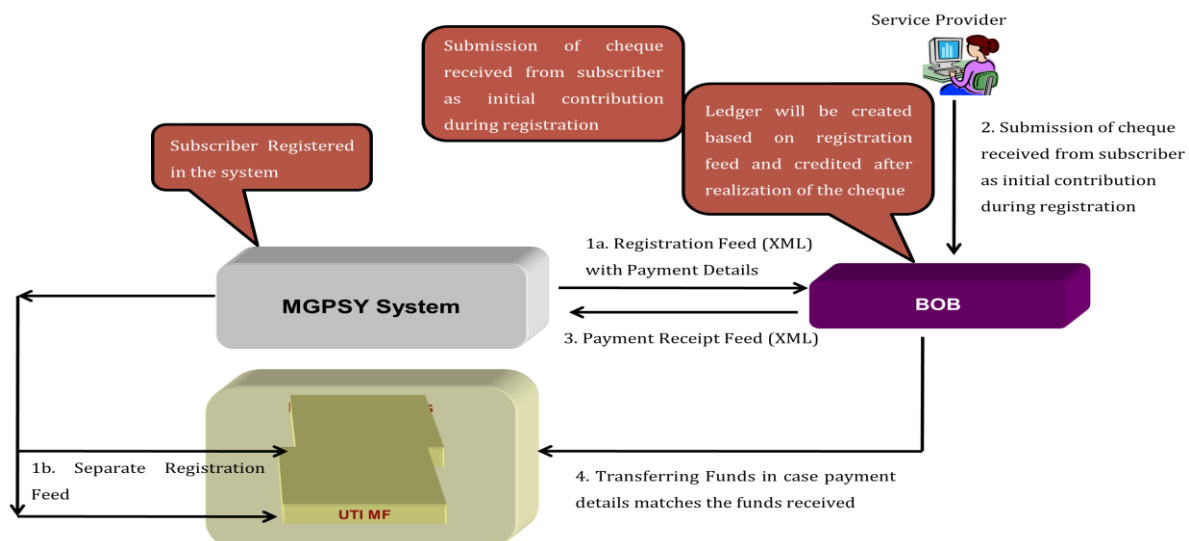 Service Provider
Submission of cheque
received from subscriber
as initial contribution
during registration
Ledger will be created
based on registration
feed and credited after
realization of the cheque
2. Submission of cheque
received from subscriber
as initial contribution
during registration
Subscriber Registered
in the system
1a. Registration Feed (XML)
with Payment Details
MGPSY System
BOB
3. Payment Receipt Feed (XML)
1b. Separate Registration
Feed
4. Transferring Funds in case payment
details matches the funds received
UTI MF